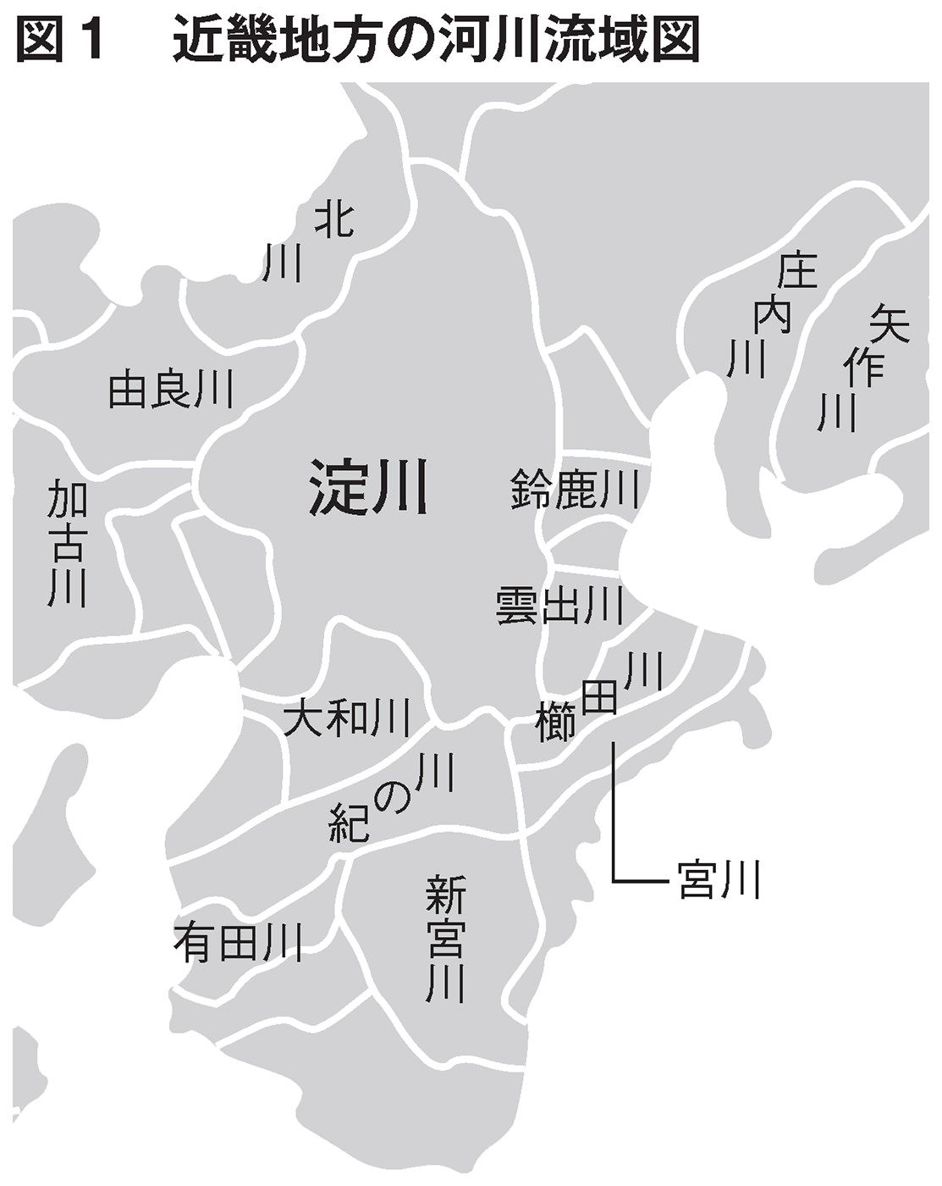 図1 近畿地方の河川流域図
北川
庄内川
矢作川
由良川
淀川
鈴鹿川
加古川
雲出川
櫛田川
大和川
紀の川
宮川
新宮川
有田川